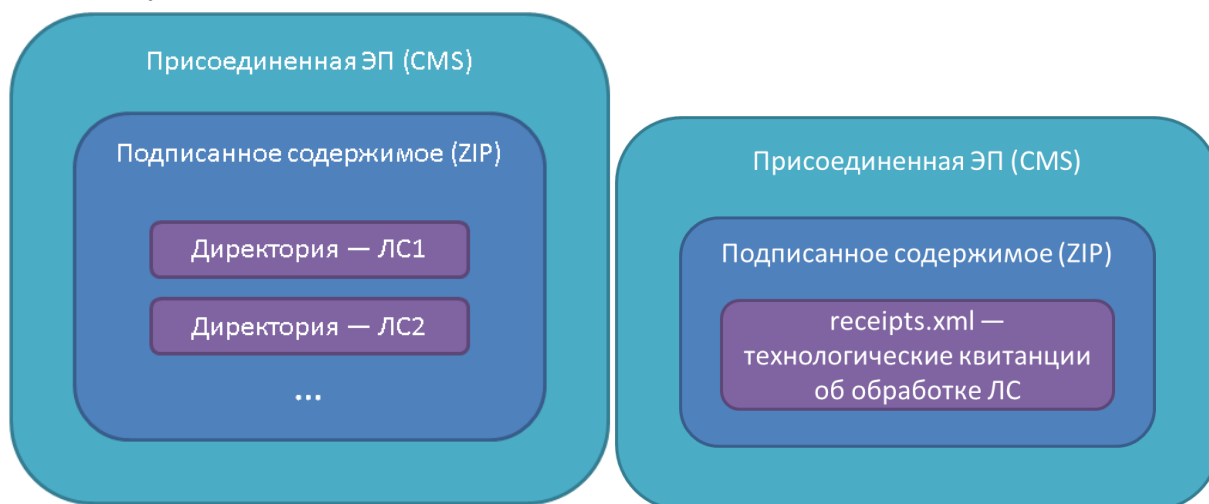 Присоединенная ЭП (CMS)
Подписанное содержимое (ZIP)
Директория — ЛС1
Директория — ЛС2
...
Присоединенная ЭП (CMS)
Подписанное содержимое (ZIP)
receipts.xml —
технологические квитанции
об обработке ЛС